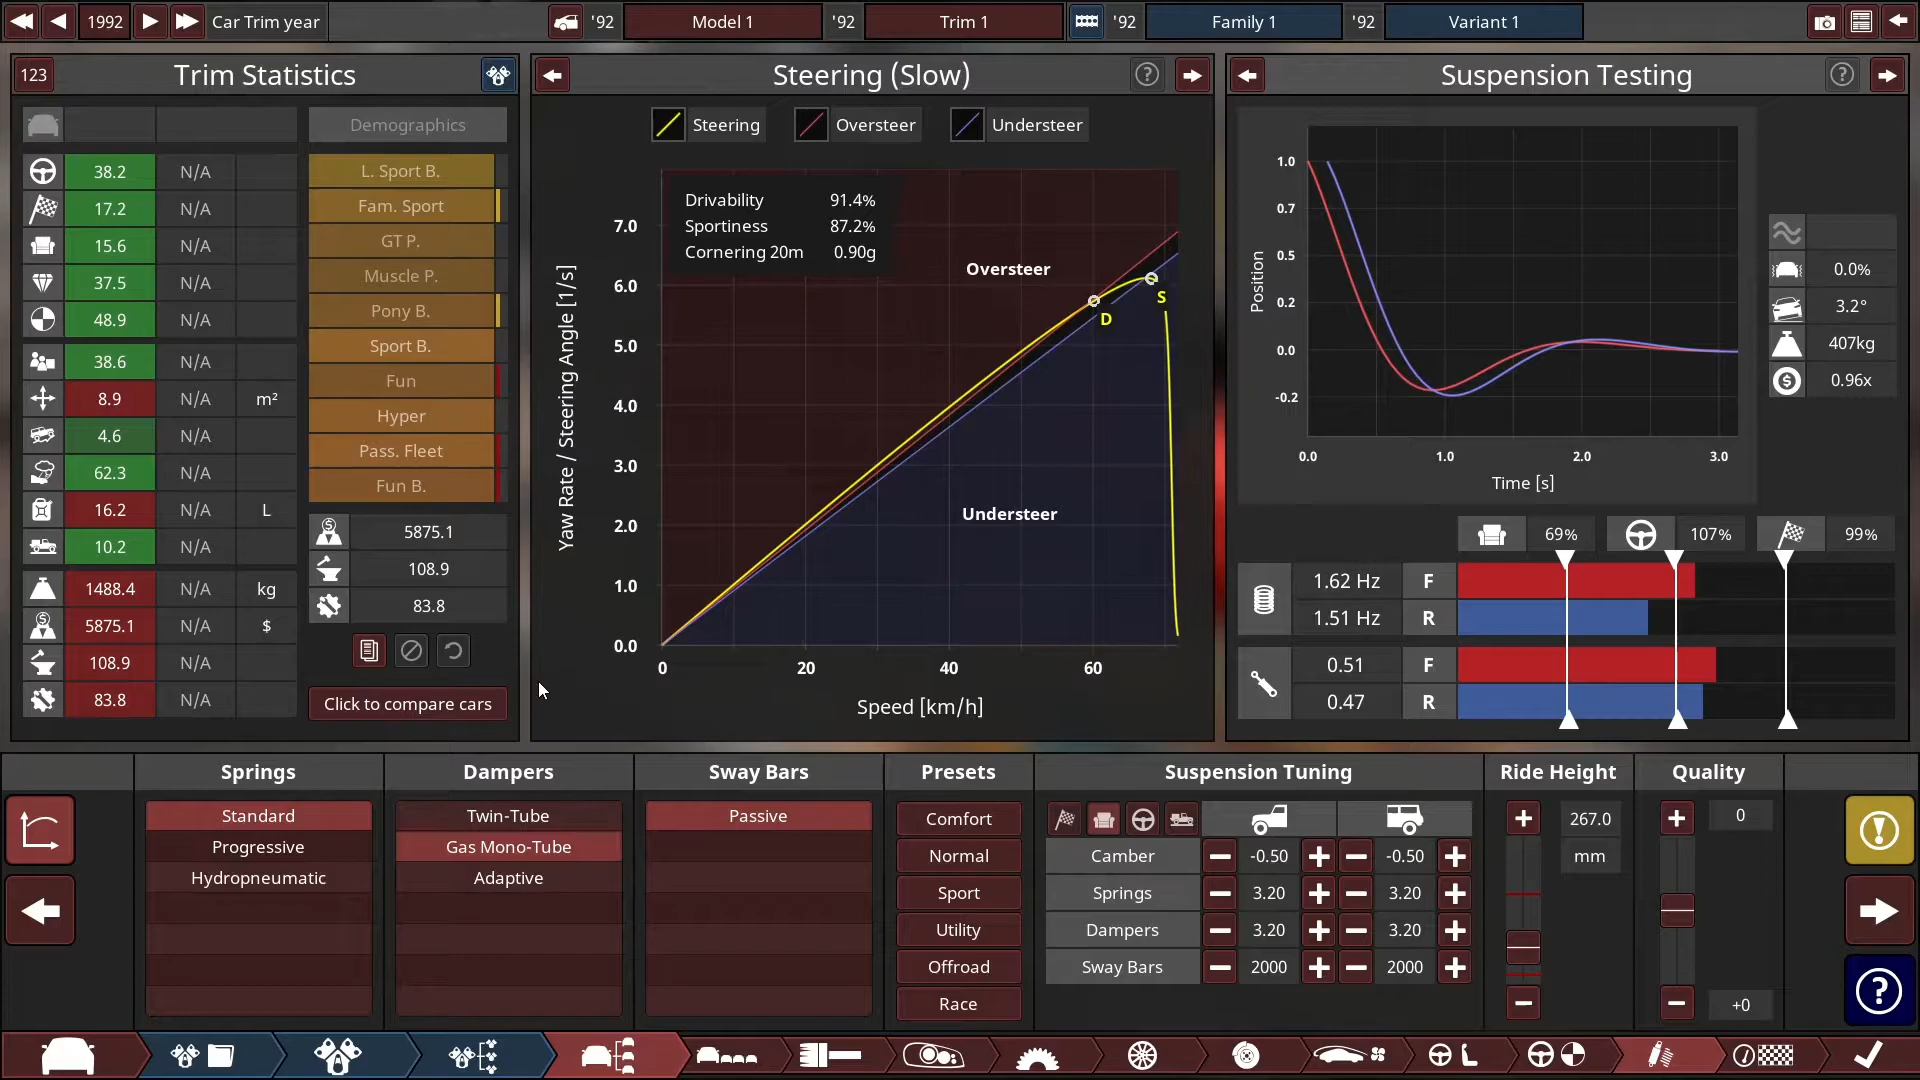 1992 Car Trim year '92 Model 1 '92 Trim 1 '92 Family 1 '92 Variant 1
123 Trim Statistics
Demographics
38.2 N/A
17.2 N/A
15.6 N/A
37.5 N/A
48.9 N/A
38.6 N/A
8.9 N/A m²
4.6 N/A
62.3 N/A
16.2 N/A L
10.2 N/A
1488.4 N/A kg
5875.1 N/A $
108.9 N/A
83.8 N/A
L. Sport B.
Fam. Sport
GT P.
Muscle P.
Pony B.
Sport B.
Fun
Hyper
Pass. Fleet
Fun B.
5875.1
108.9
83.8
Click to compare cars
Steering (Slow) ?
Steering Oversteer Understeer
Drivability 91.4%
Sportiness 87.2%
Cornering 20m 0.90g
Oversteer
Understeer
D
S
Yaw Rate / Steering Angle [1/s]
7.0
6.0
5.0
4.0
3.0
2.0
1.0
0.0
0 20 40 60
Speed [km/h]
Suspension Testing ?
Position
1.0
0.7
0.5
0.2
0.0
-0.2
0.0 1.0 2.0 3.0
Time [s]
0.0%
3.2°
407kg
0.96x
69% 107% 99%
1.62 Hz F
1.51 Hz R
0.51 F
0.47 R
Springs
Standard
Progressive
Hydropneumatic
Dampers
Twin-Tube
Gas Mono-Tube
Adaptive
Sway Bars
Passive
Presets
Comfort
Normal
Sport
Utility
Offroad
Race
Suspension Tuning
Camber -0.50 -0.50
Springs 3.20 3.20
Dampers 3.20 3.20
Sway Bars 2000 2000
Ride Height
267.0
mm
Quality
0
+0